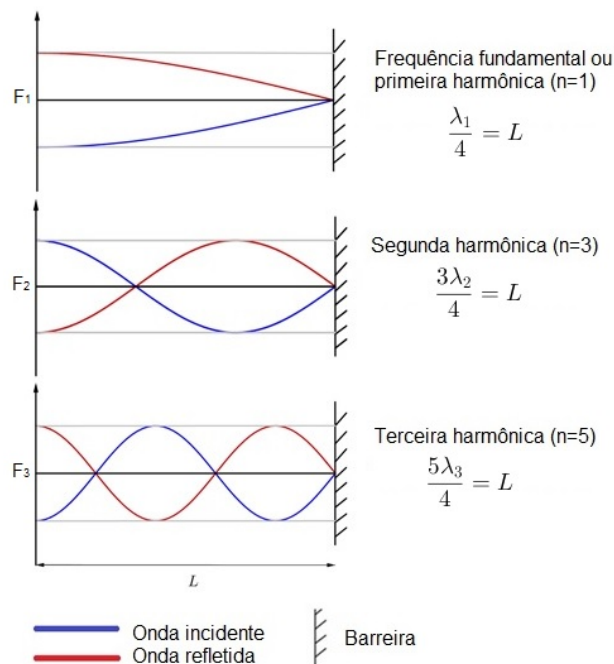 F1
Frequência fundamental ou
primeira harmônica (n=1)
λ₁/4 = L
F2
Segunda harmônica (n=3)
3λ₂/4 = L
F3
Terceira harmônica (n=5)
5λ₃/4 = L
L
Onda incidente
Onda refletida
Barreira